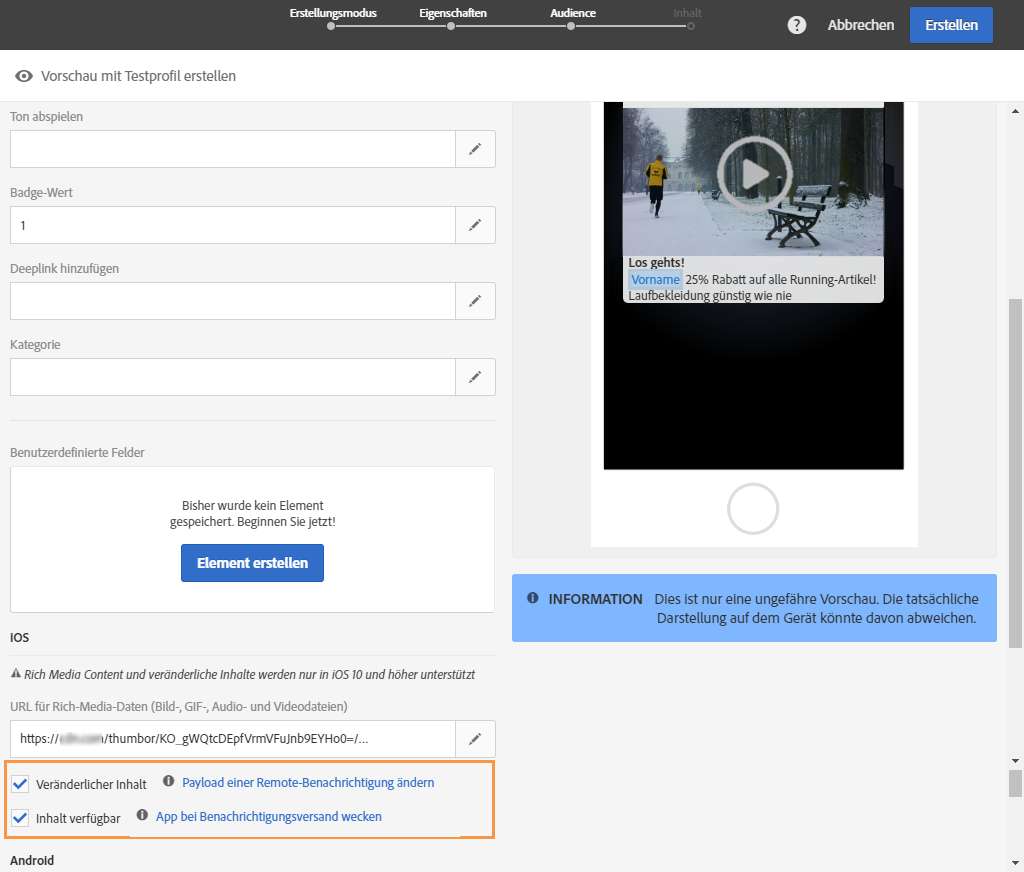 Erstellungsmodus Eigenschaften Audience Inhalt
? Abbrechen Erstellen
Vorschau mit Testprofil erstellen
Ton abspielen
Badge-Wert
1
Deeplink hinzufügen
Kategorie
Benutzerdefinierte Felder
Bisher wurde kein Element
gespeichert. Beginnen Sie jetzt!
Element erstellen
iOS
Rich Media Content und veränderliche Inhalte werden nur in iOS 10 und höher unterstützt
URL für Rich-Media-Daten (Bild-, GIF-, Audio- und Videodateien)
https:// /thumbor/KO_gWQtcDEpfVrmVFuJnb9EYHo0=/...
Veränderlicher Inhalt Payload einer Remote-Benachrichtigung ändern
Inhalt verfügbar App bei Benachrichtigungsversand wecken
Android
Los gehts!
Vorname 25% Rabatt auf alle Running-Artikel!
Laufbekleidung günstig wie nie
INFORMATION Dies ist nur eine ungefähre Vorschau. Die tatsächliche
Darstellung auf dem Gerät könnte davon abweichen.